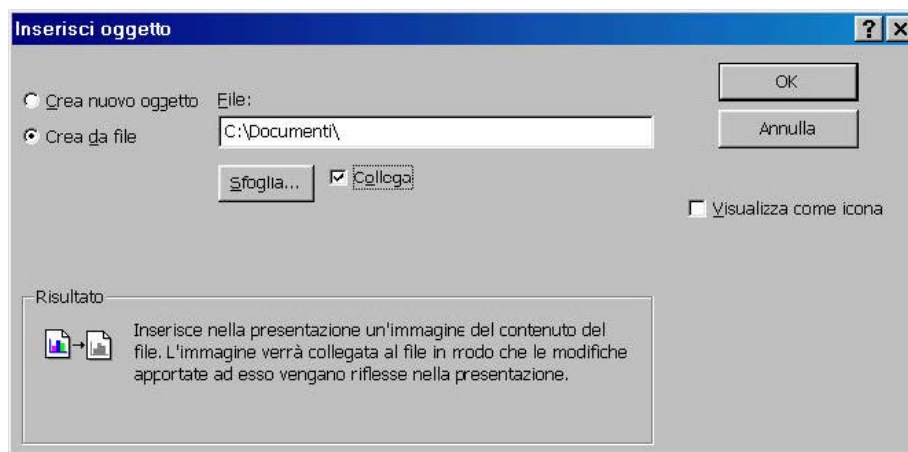 Inserisci oggetto
Crea nuovo oggetto
File:
OK
Crea da file
C:\Documenti\
Annulla
Sfoglia...
Collega
Visualizza come icona
Risultato
Inserisce nella presentazione un'immagine del contenuto del
file. L'immagine verrà collegata al file in modo che le modifiche
apportate ad esso vengano riflesse nella presentazione.